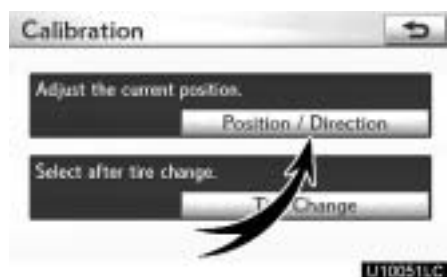 Calibration
Adjust the current position.
Position / Direction
Select after tire change.
Change